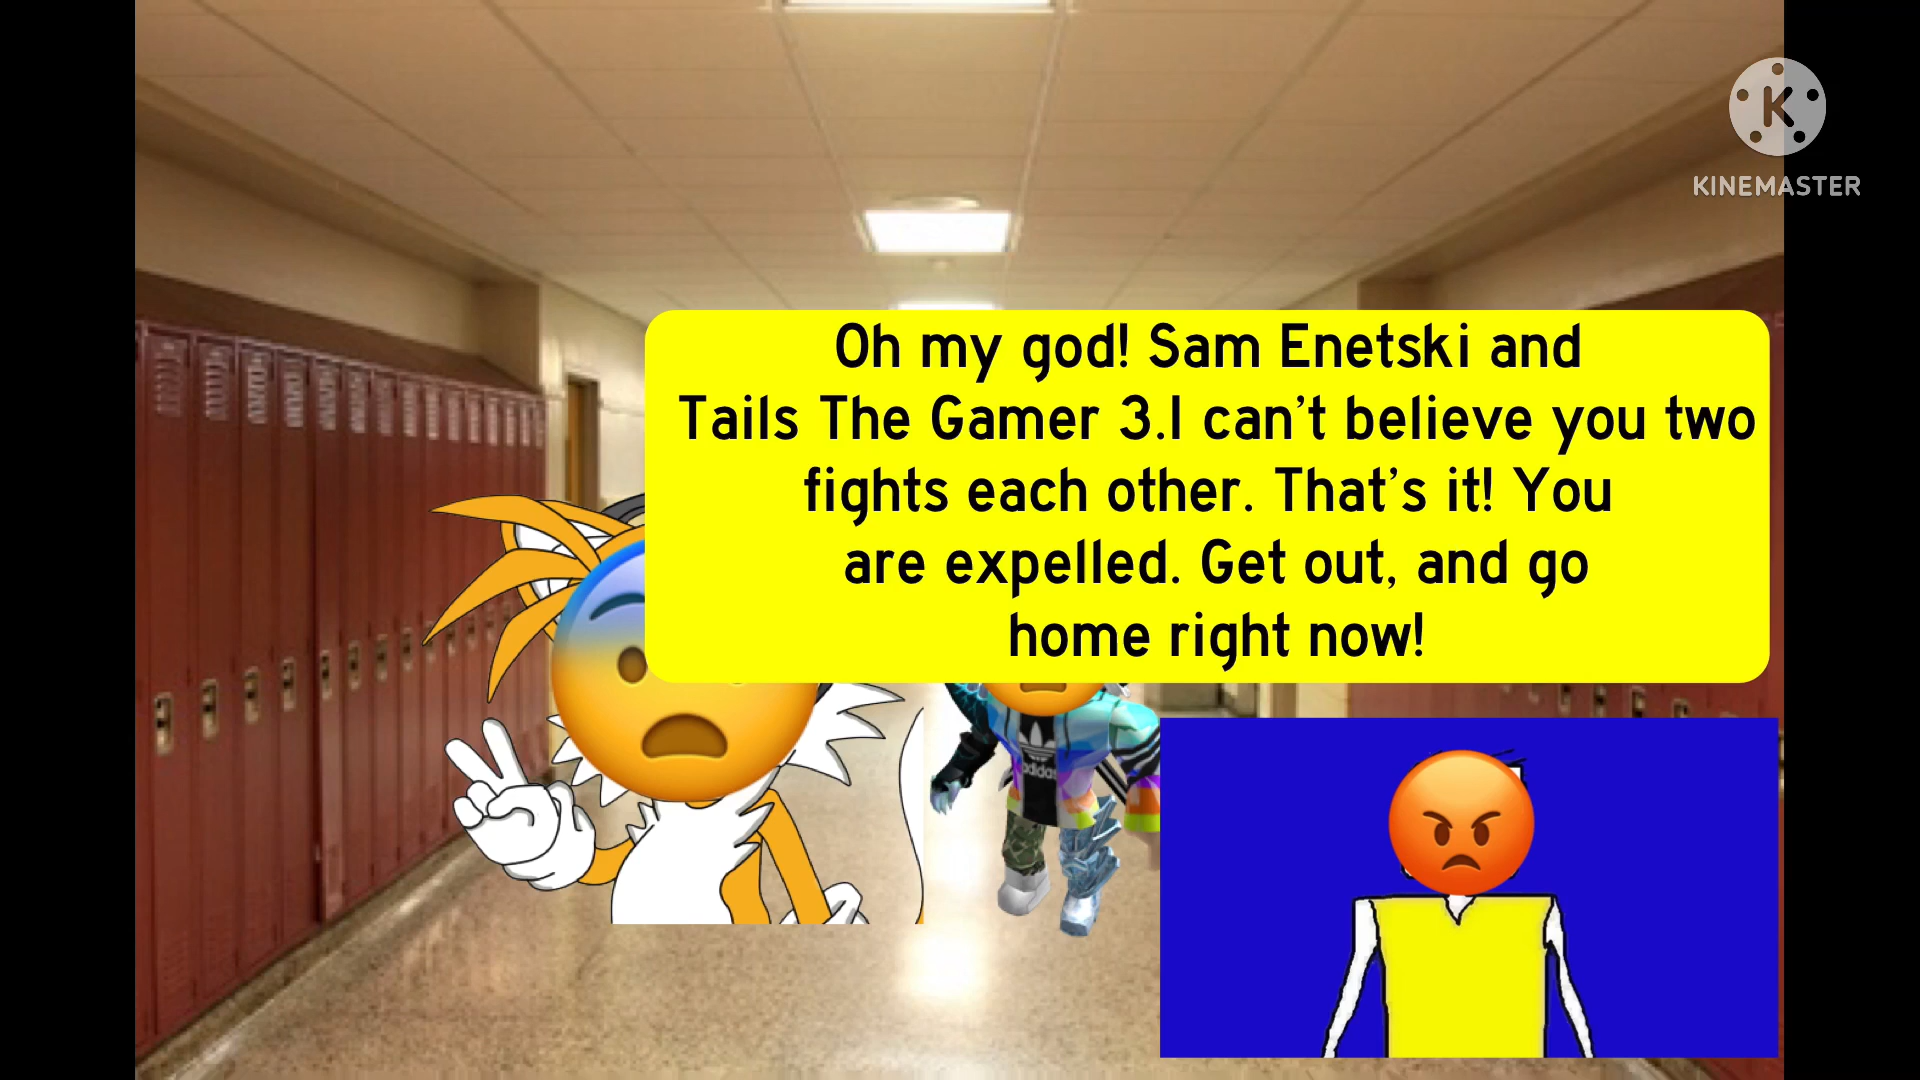 K
KINEMASTER
Oh my god! Sam Enetski and
Tails The Gamer 3.I can't believe you two
fights each other. That's it! You
are expelled. Get out, and go
home right now!
adidas